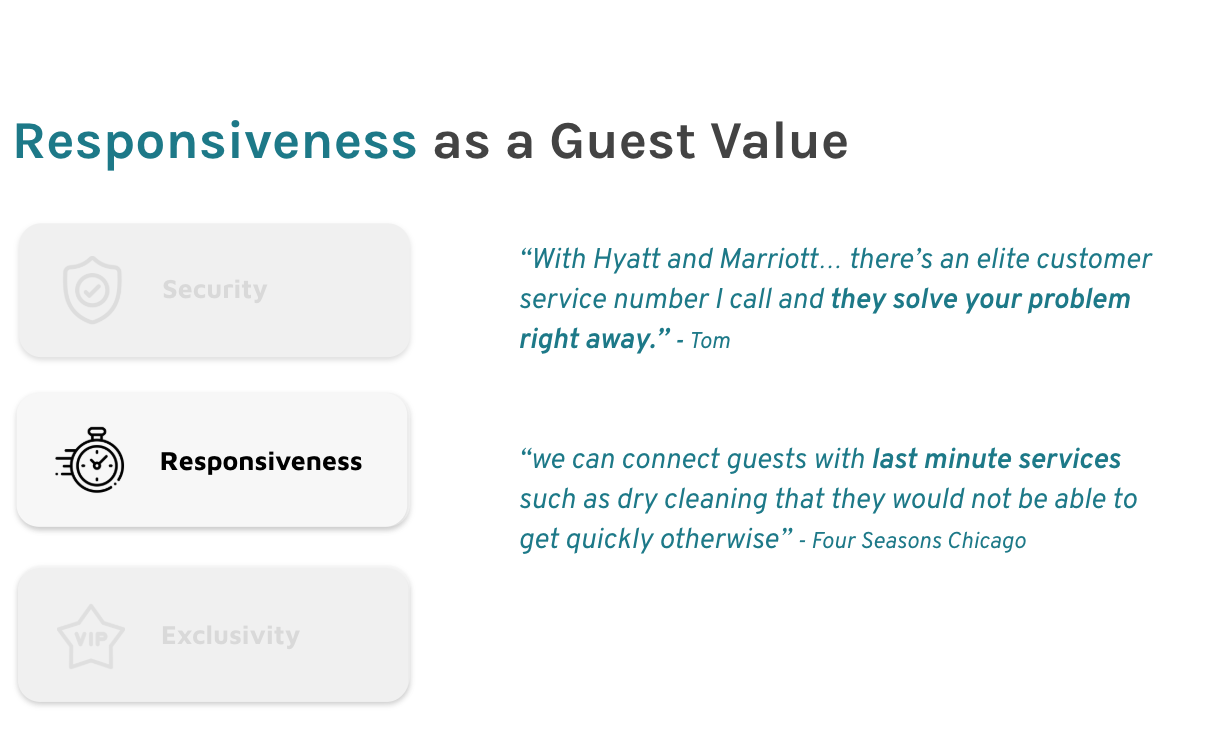 Responsiveness as a Guest Value
Security
“With Hyatt and Marriott… there’s an elite customer
service number I call and they solve your problem
right away.” - Tom
Responsiveness
“we can connect guests with last minute services
such as dry cleaning that they would not be able to
get quickly otherwise” - Four Seasons Chicago
VIP
Exclusivity